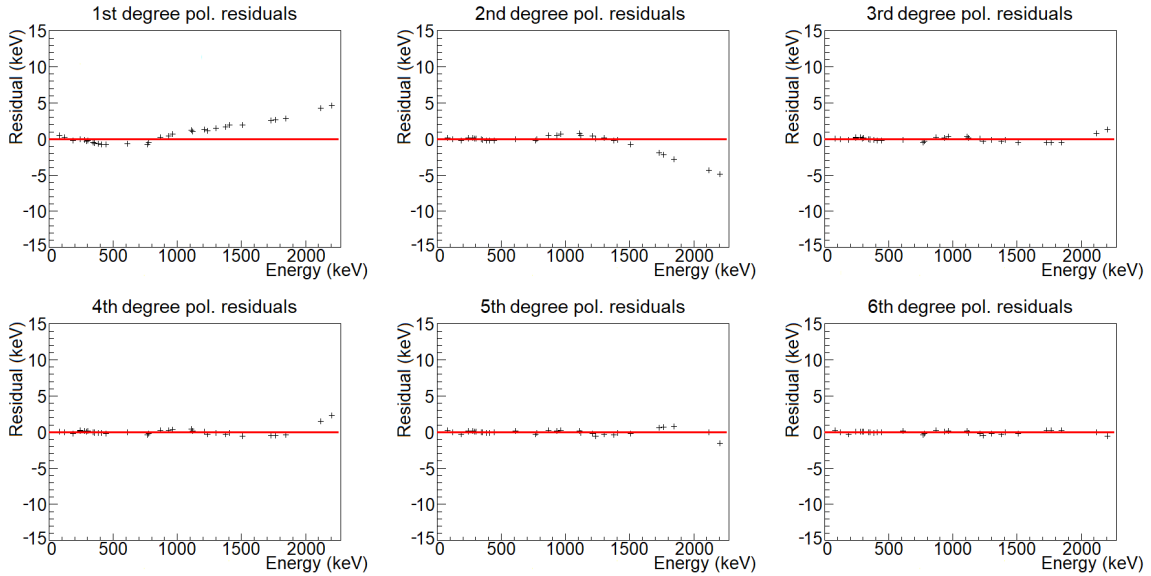 1st degree pol. residuals
Residual (keV)
15
10
5
0
-5
-10
-15
0 500 1000 1500 2000
Energy (keV)
2nd degree pol. residuals
Residual (keV)
15
10
5
0
-5
-10
-15
0 500 1000 1500 2000
Energy (keV)
3rd degree pol. residuals
Residual (keV)
15
10
5
0
-5
-10
-15
0 500 1000 1500 2000
Energy (keV)
4th degree pol. residuals
Residual (keV)
15
10
5
0
-5
-10
-15
0 500 1000 1500 2000
Energy (keV)
5th degree pol. residuals
Residual (keV)
15
10
5
0
-5
-10
-15
0 500 1000 1500 2000
Energy (keV)
6th degree pol. residuals
Residual (keV)
15
10
5
0
-5
-10
-15
0 500 1000 1500 2000
Energy (keV)